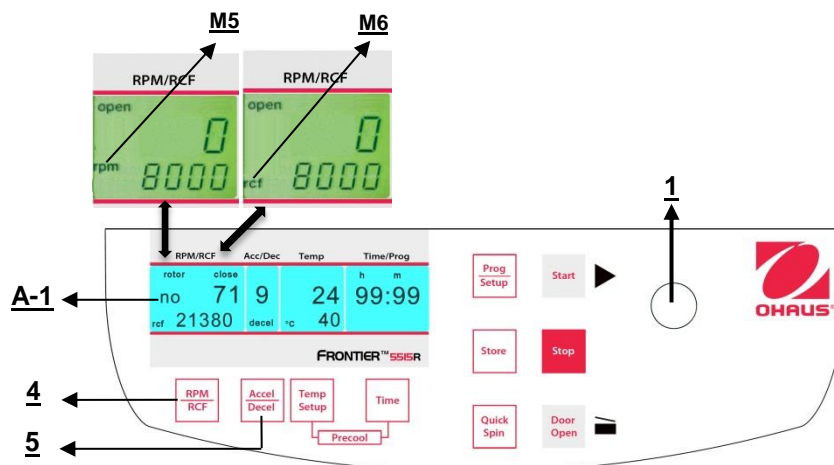 M5
M6
RPM/RCF
open
0
rpm
8000
RPM/RCF
open
0
rcf
8000
1
RPM/RCF Acc/Dec Temp Time/Prog
rotor close h m
no 71 9 24 99:99
rcf 21380 decel °C 40
A-1
FRONTIER™ 5515R
4
RPM
RCF
Accel
Decel
Temp
Setup
Time
Precool
5
Prog
Setup
Start
Store
Stop
Quick
Spin
Door
Open
OHAUS®